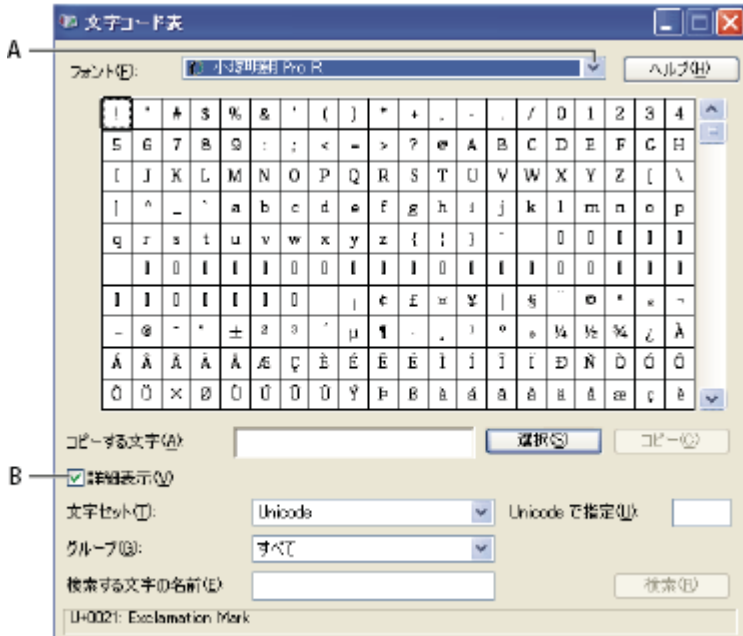 文字コード表
A
フォント(F): 小塚明朝 Pro R ヘルプ(H)
! " # $ % & ' ( ) * + , - . / 0 1 2 3 4
5 6 7 8 9 : ; < = > ? @ A B C D E F G H
I J K L M N O P Q R S T U V W X Y Z [ \
] ^ _ ` a b c d e f g h i j k l m n o p
q r s t u v w x y z { | } ~
¡ ¢ £ ¤ ¥ ¦ § ¨ © ª « ¬
- ® ¯ ° ± ² ³ ´ µ ¶ · ¸ ¹ º » ¼ ½ ¾ ¿ À
Á Â Ã Ä Å Æ Ç È É Ê Ë Ì Í Î Ï Ð Ñ Ò Ó Ô
Õ Ö × Ø Ù Ú Û Ü Ý Þ ß à á â ã ä å æ ç è
コピーする文字(A): 選択(S) コピー(C)
B
詳細表示(V)
文字セット(T): Unicode Unicode で指定(U):
グループ(G): すべて
検索する文字の名前(E) 検索(B)
U+0021: Exclamation Mark